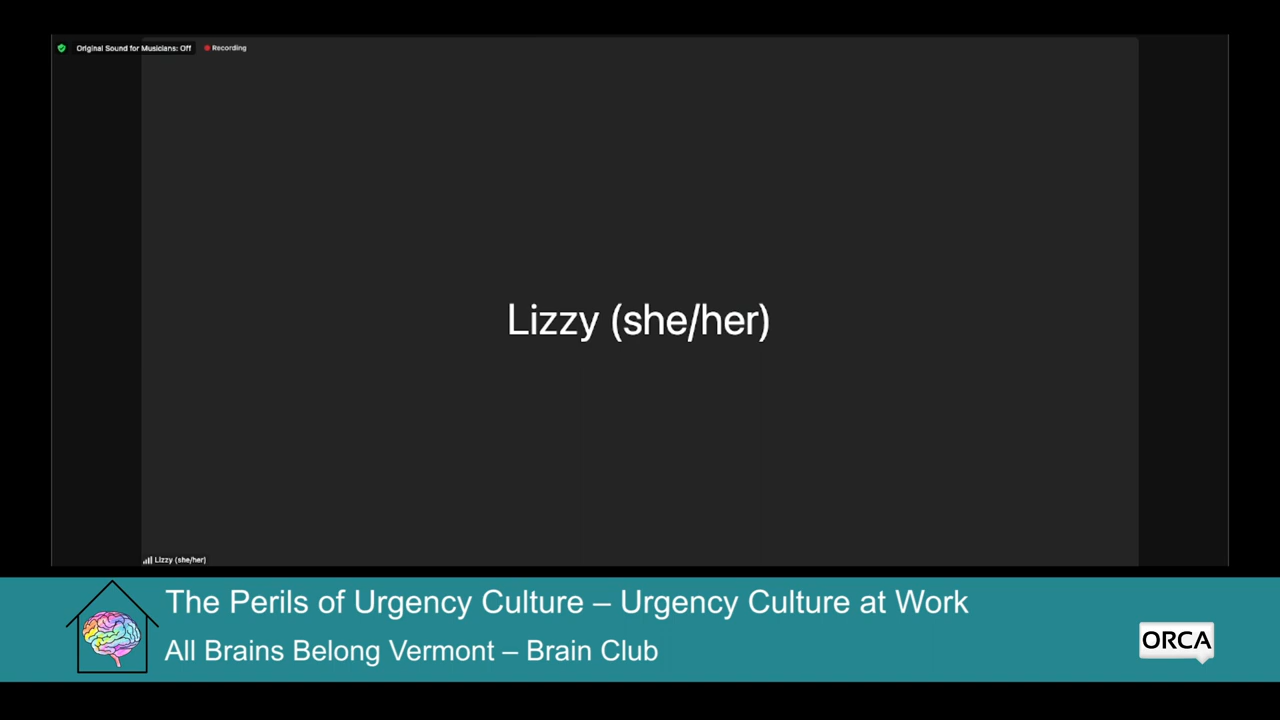 Original Sound for Musicians: Off
Recording
Lizzy (she/her)
Lizzy (she/her)
The Perils of Urgency Culture – Urgency Culture at Work
All Brains Belong Vermont – Brain Club
ORCA